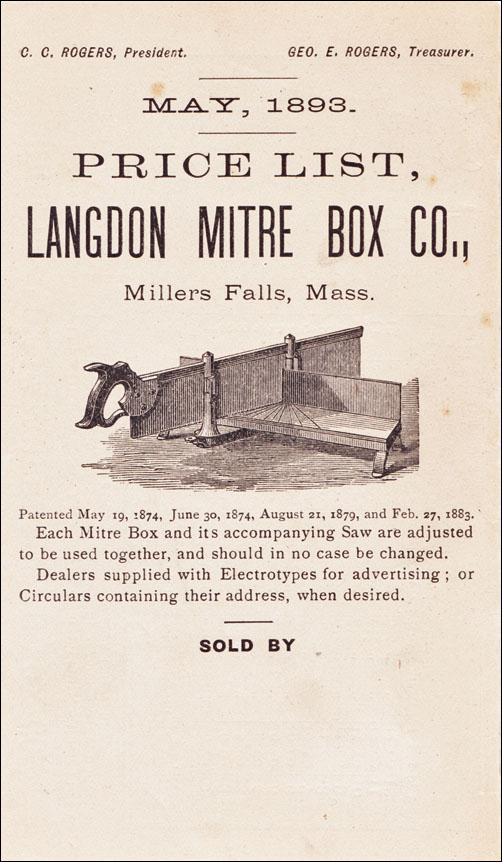 C. C. ROGERS, President. GEO. E. ROGERS, Treasurer.
MAY, 1893.
PRICE LIST,
LANGDON MITRE BOX CO.,
Millers Falls, Mass.
Patented May 19, 1874, June 30, 1874, August 21, 1879, and Feb. 27, 1883.
Each Mitre Box and its accompanying Saw are adjusted
to be used together, and should in no case be changed.
Dealers supplied with Electrotypes for advertising; or
Circulars containing their address, when desired.
SOLD BY